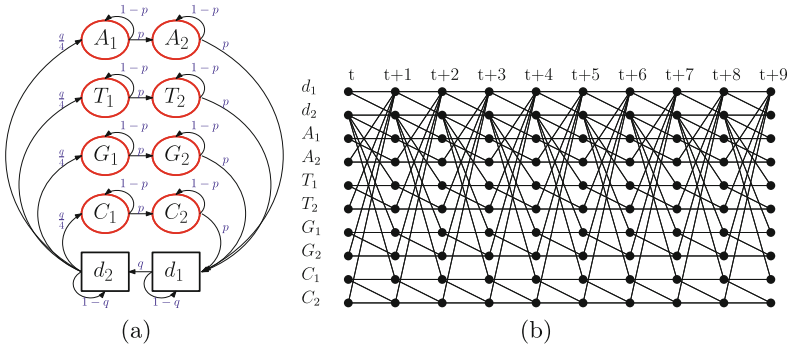 1−p 1−p
q/4 A₁ p A₂ p
1−p 1−p
q/4 T₁ p T₂ p
1−p 1−p
q/4 G₁ p G₂ p
1−p 1−p
q/4 C₁ p C₂ p
d₂ q d₁
1−q 1−q
(a)
t t+1 t+2 t+3 t+4 t+5 t+6 t+7 t+8 t+9
d₁
d₂
A₁
A₂
T₁
T₂
G₁
G₂
C₁
C₂
(b)